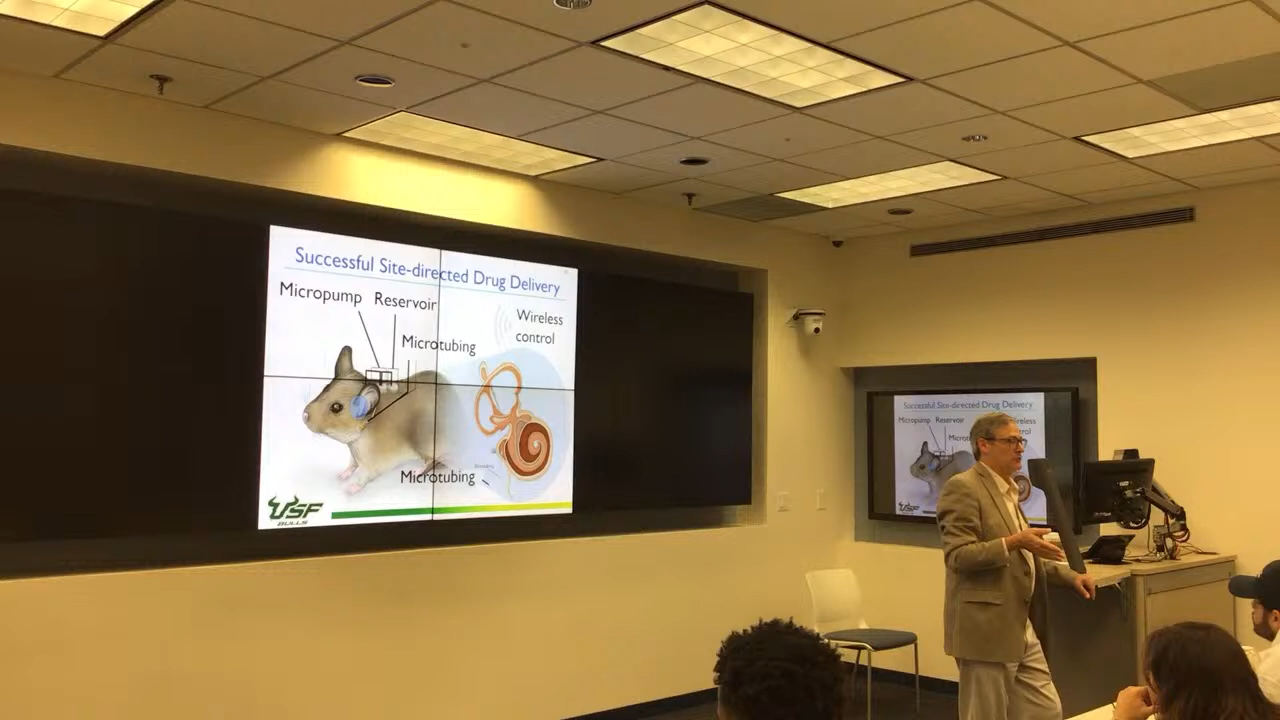 Successful Site-directed Drug Delivery
Micropump Reservoir
Wireless
control
Microtubing
Microtubing
USF
BULLS
Successful Site-directed Drug Delivery
Micropump Reservoir
USF